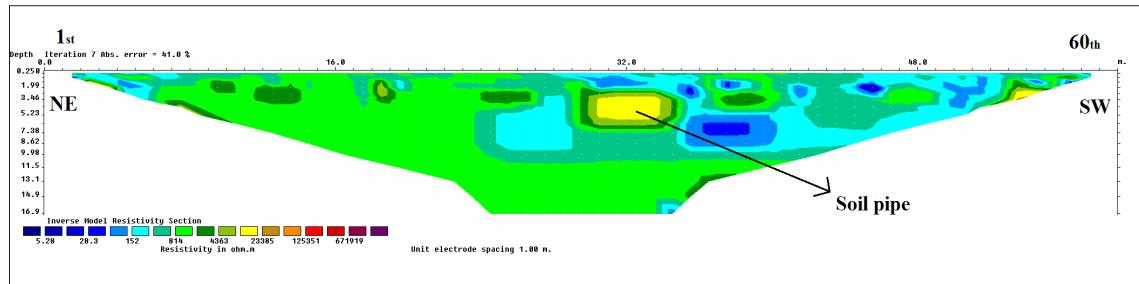 1st
60th
Depth Iteration 7 Abs. error = 41.0 %
0.0 16.0 32.0 48.0 m.
0.250
1.99
3.46
5.23
7.38
8.62
9.98
11.5
13.1
14.9
16.9
NE
SW
Soil pipe
Inverse Model Resistivity Section
5.28 28.3 152 814 4363 23385 125351 671919
Resistivity in ohm.m
Unit electrode spacing 1.00 m.